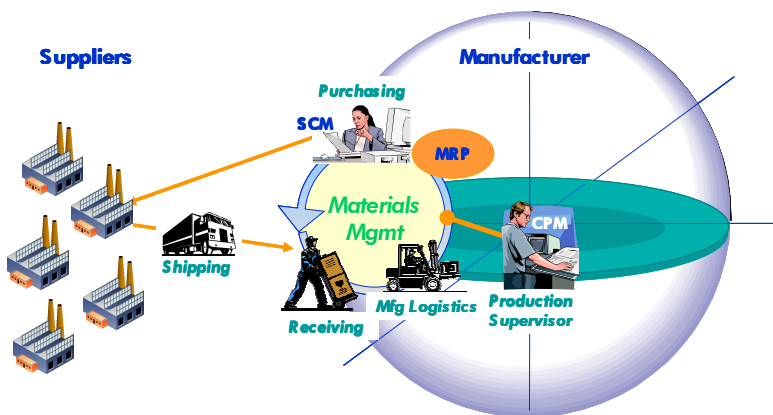 Suppliers
Manufacturer
Purchasing
SCM
MRP
Materials
Mgmt
CPM
Shipping
Receiving
Mfg Logistics
Production
Supervisor